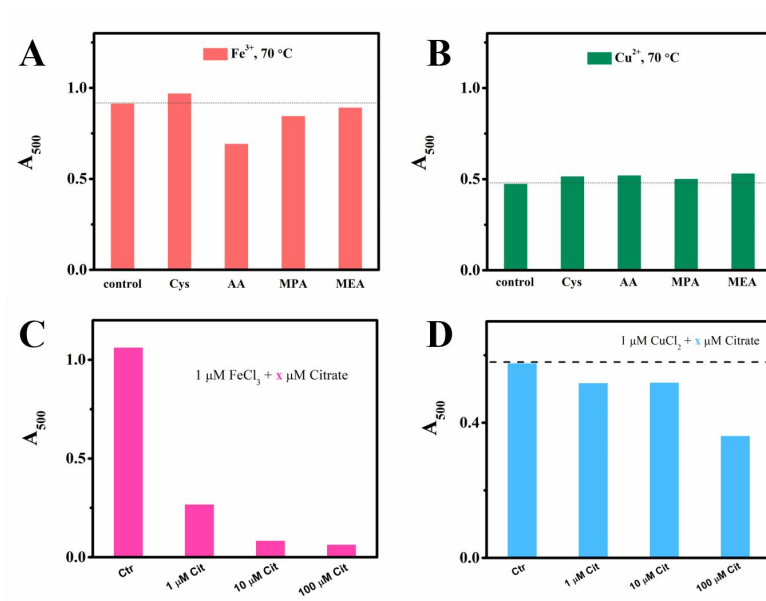 A
Fe³⁺, 70 °C
1.0
0.5
0.0
A₅₀₀
control Cys AA MPA MEA
B
Cu²⁺, 70 °C
1.0
0.5
0.0
A₅₀₀
control Cys AA MPA MEA
C
1 μM FeCl₃ + x μM Citrate
1.0
0.5
0.0
A₅₀₀
Ctr 1 μM Cit 10 μM Cit 100 μM Cit
D
1 μM CuCl₂ + x μM Citrate
0.4
0.0
A₅₀₀
Ctr 1 μM Cit 10 μM Cit 100 μM Cit